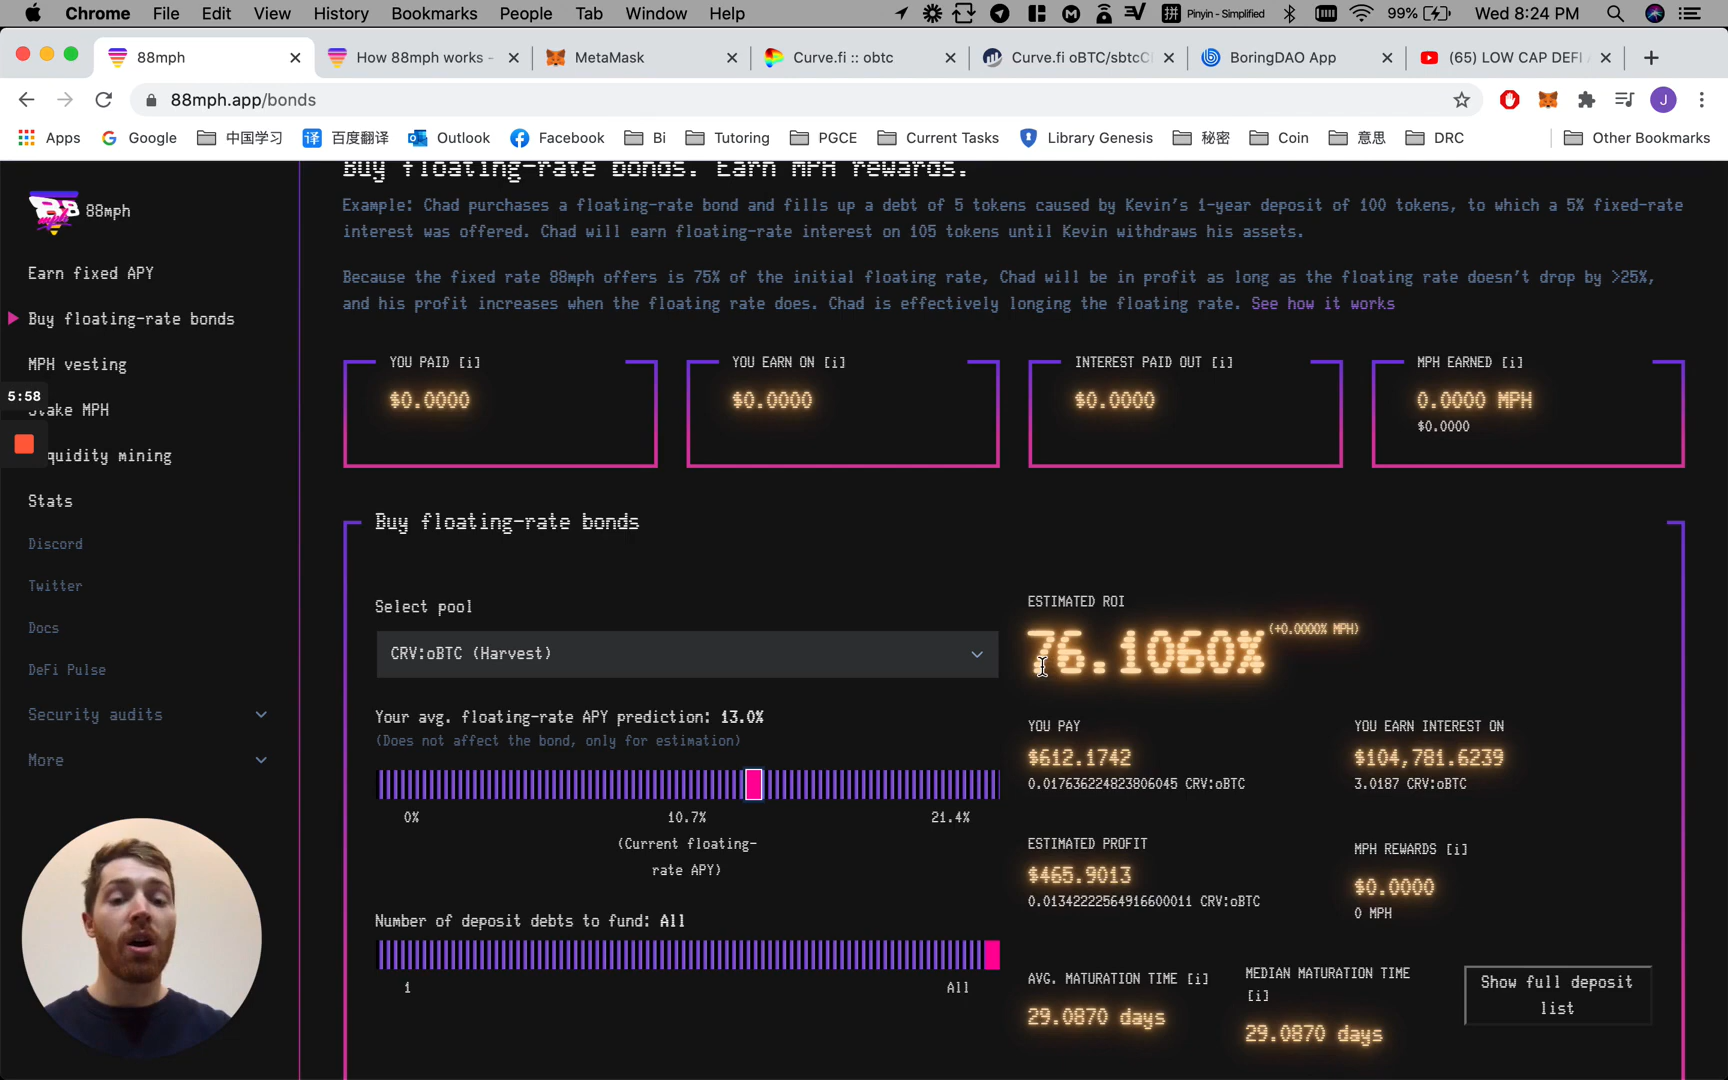 Chrome File Edit View History Bookmarks People Tab Window Help
拼 Pinyin - Simplified 99% Wed 8:24 PM
88mph
How 88mph works -
MetaMask
Curve.fi :: obtc
Curve.fi oBTC/sbtcC
BoringDAO App
(65) LOW CAP DEFI
88mph.app/bonds
J
Apps Google 中国学习 译 百度翻译 Outlook Facebook Bi Tutoring PGCE Current Tasks Library Genesis 秘密 Coin 意思 DRC Other Bookmarks
88mph
Earn fixed APY
Buy floating-rate bonds
MPH vesting
5:58
Stake MPH
quidity mining
Stats
Discord
Twitter
Docs
DeFi Pulse
Security audits
More
Buy floating-rate bonds. Earn MPH rewards.
Example: Chad purchases a floating-rate bond and fills up a debt of 5 tokens caused by Kevin's 1-year deposit of 100 tokens, to which a 5% fixed-rate
interest was offered. Chad will earn floating-rate interest on 105 tokens until Kevin withdraws his assets.
Because the fixed rate 88mph offers is 75% of the initial floating rate, Chad will be in profit as long as the floating rate doesn't drop by >25%,
and his profit increases when the floating rate does. Chad is effectively longing the floating rate. See how it works
YOU PAID [i]
$0.0000
YOU EARN ON [i]
$0.0000
INTEREST PAID OUT [i]
$0.0000
MPH EARNED [i]
0.0000 MPH
$0.0000
Buy floating-rate bonds
Select pool
CRV:oBTC (Harvest)
Your avg. floating-rate APY prediction: 13.0%
(Does not affect the bond, only for estimation)
0% 10.7% 21.4%
(Current floating-
rate APY)
Number of deposit debts to fund: All
1 All
ESTIMATED ROI
76.1060% (+0.0000% MPH)
YOU PAY
$612.1742
0.017636224823806045 CRV:oBTC
YOU EARN INTEREST ON
$104,781.6239
3.0187 CRV:oBTC
ESTIMATED PROFIT
$465.9013
0.0134222564916600011 CRV:oBTC
MPH REWARDS [i]
$0.0000
0 MPH
AVG. MATURATION TIME [i]
29.0870 days
MEDIAN MATURATION TIME
[i]
29.0870 days
Show full deposit
list